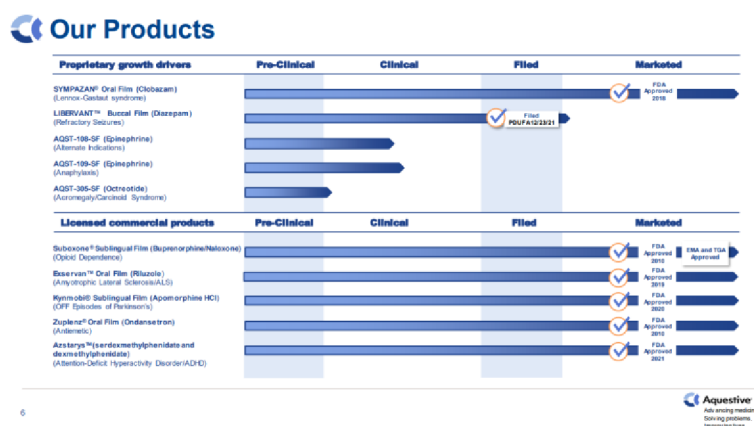 Our Products
Proprietary growth drivers Pre-Clinical Clinical Filed Marketed
SYMPAZAN® Oral Film (Clobazam)
(Lennox-Gastaut syndrome)
FDA
Approved
2018
LIBERVANT™ Buccal Film (Diazepam)
(Refractory Seizures)
Filed
PDUFA12/23/21
AQST-108-SF (Epinephrine)
(Alternate Indications)
AQST-109-SF (Epinephrine)
(Anaphylaxis)
AQST-305-SF (Octreotide)
(Acromegaly/Carcinoid Syndrome)
Licensed commercial products Pre-Clinical Clinical Filed Marketed
Suboxone® Sublingual Film (Buprenorphine/Naloxone)
(Opioid Dependence)
FDA
Approved
2010
EMA and TGA
Approved
Exservan™ Oral Film (Riluzole)
(Amyotrophic Lateral Sclerosis/ALS)
FDA
Approved
2019
Kynmobi® Sublingual Film (Apomorphine HCl)
(OFF Episodes of Parkinson's)
FDA
Approved
2020
Zuplenz® Oral Film (Ondansetron)
(Antiemetic)
FDA
Approved
2010
Azstarys™ (serdexmethylphenidate and
dexmethylphenidate)
(Attention-Deficit Hyperactivity Disorder/ADHD)
FDA
Approved
2021
6
Aquestive
Solving problems.